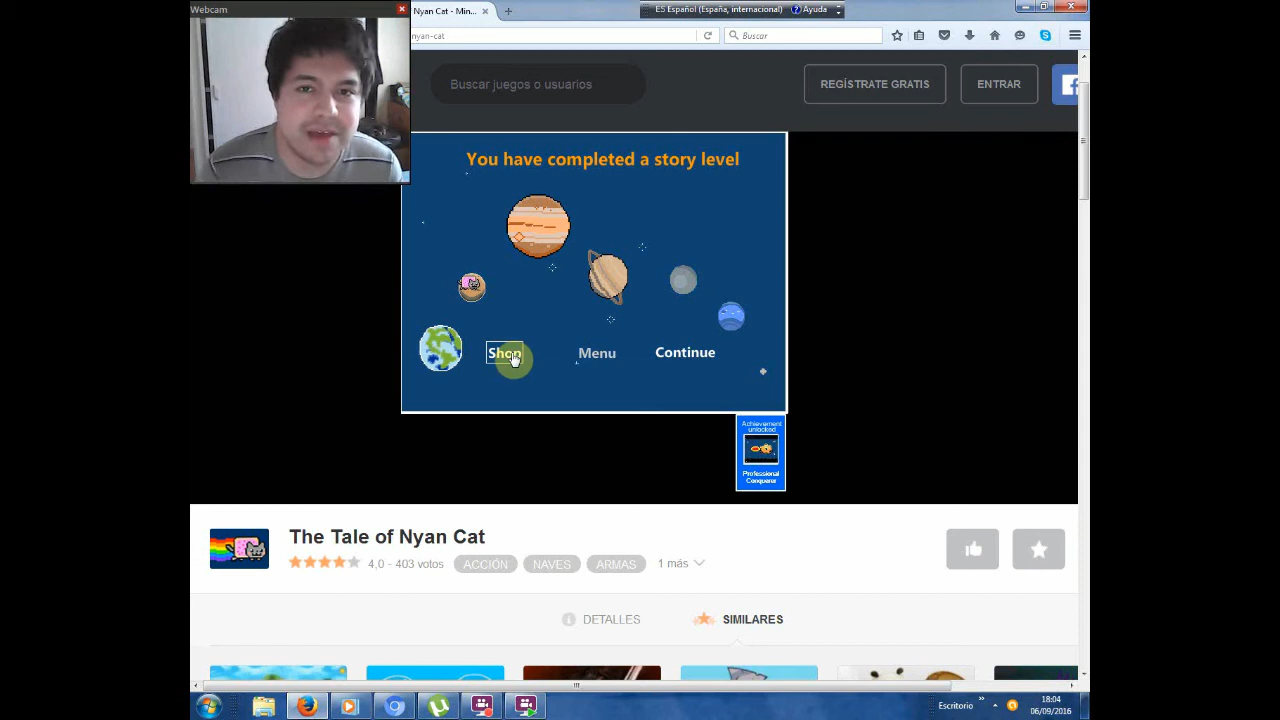 Webcam
Nyan Cat - Min...
ES Español (España, internacional)
Ayuda
nyan-cat
Buscar
Buscar juegos o usuarios
REGÍSTRATE GRATIS
ENTRAR
You have completed a story level
Shop
Menu
Continue
Achievement
unlocked
Professional
Conquerer
The Tale of Nyan Cat
4,0 - 403 votos
ACCIÓN
NAVES
ARMAS
1 más
DETALLES
SIMILARES
Escritorio
18:04
06/09/2016